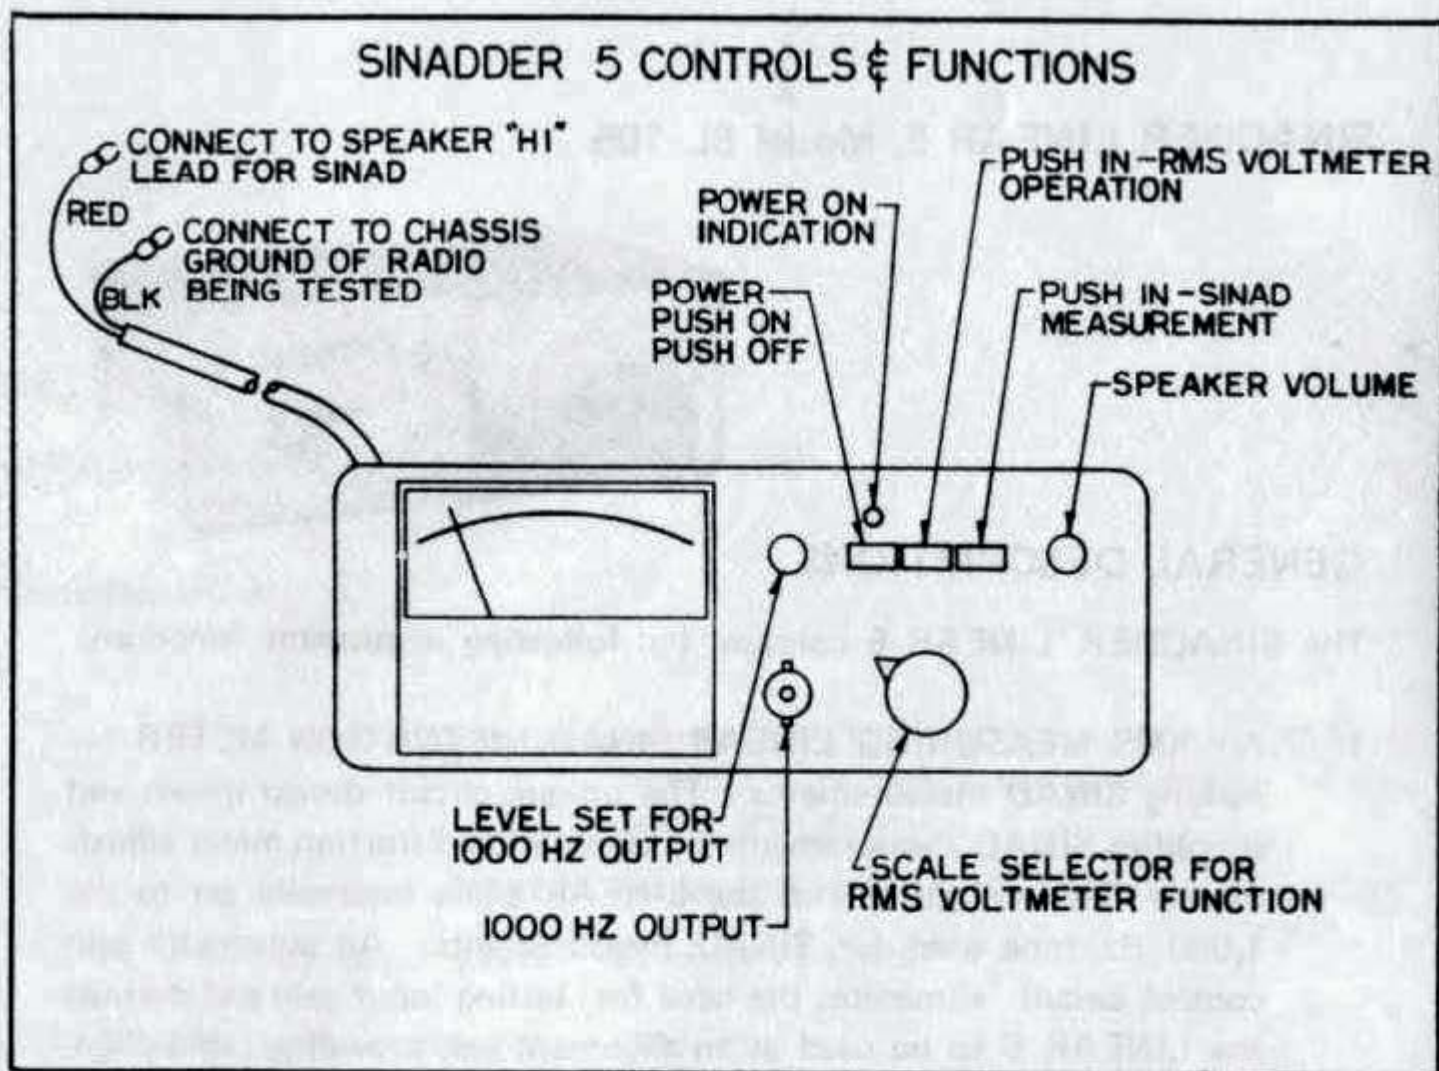 SINADDER 5 CONTROLS & FUNCTIONS
CONNECT TO SPEAKER "HI"
LEAD FOR SINAD
RED
CONNECT TO CHASSIS
GROUND OF RADIO
BEING TESTED
BLK
PUSH IN-RMS VOLTMETER
OPERATION
POWER ON
INDICATION
POWER
PUSH ON
PUSH OFF
PUSH IN-SINAD
MEASUREMENT
SPEAKER VOLUME
LEVEL SET FOR
1000 HZ OUTPUT
1000 HZ OUTPUT
SCALE SELECTOR FOR
RMS VOLTMETER FUNCTION